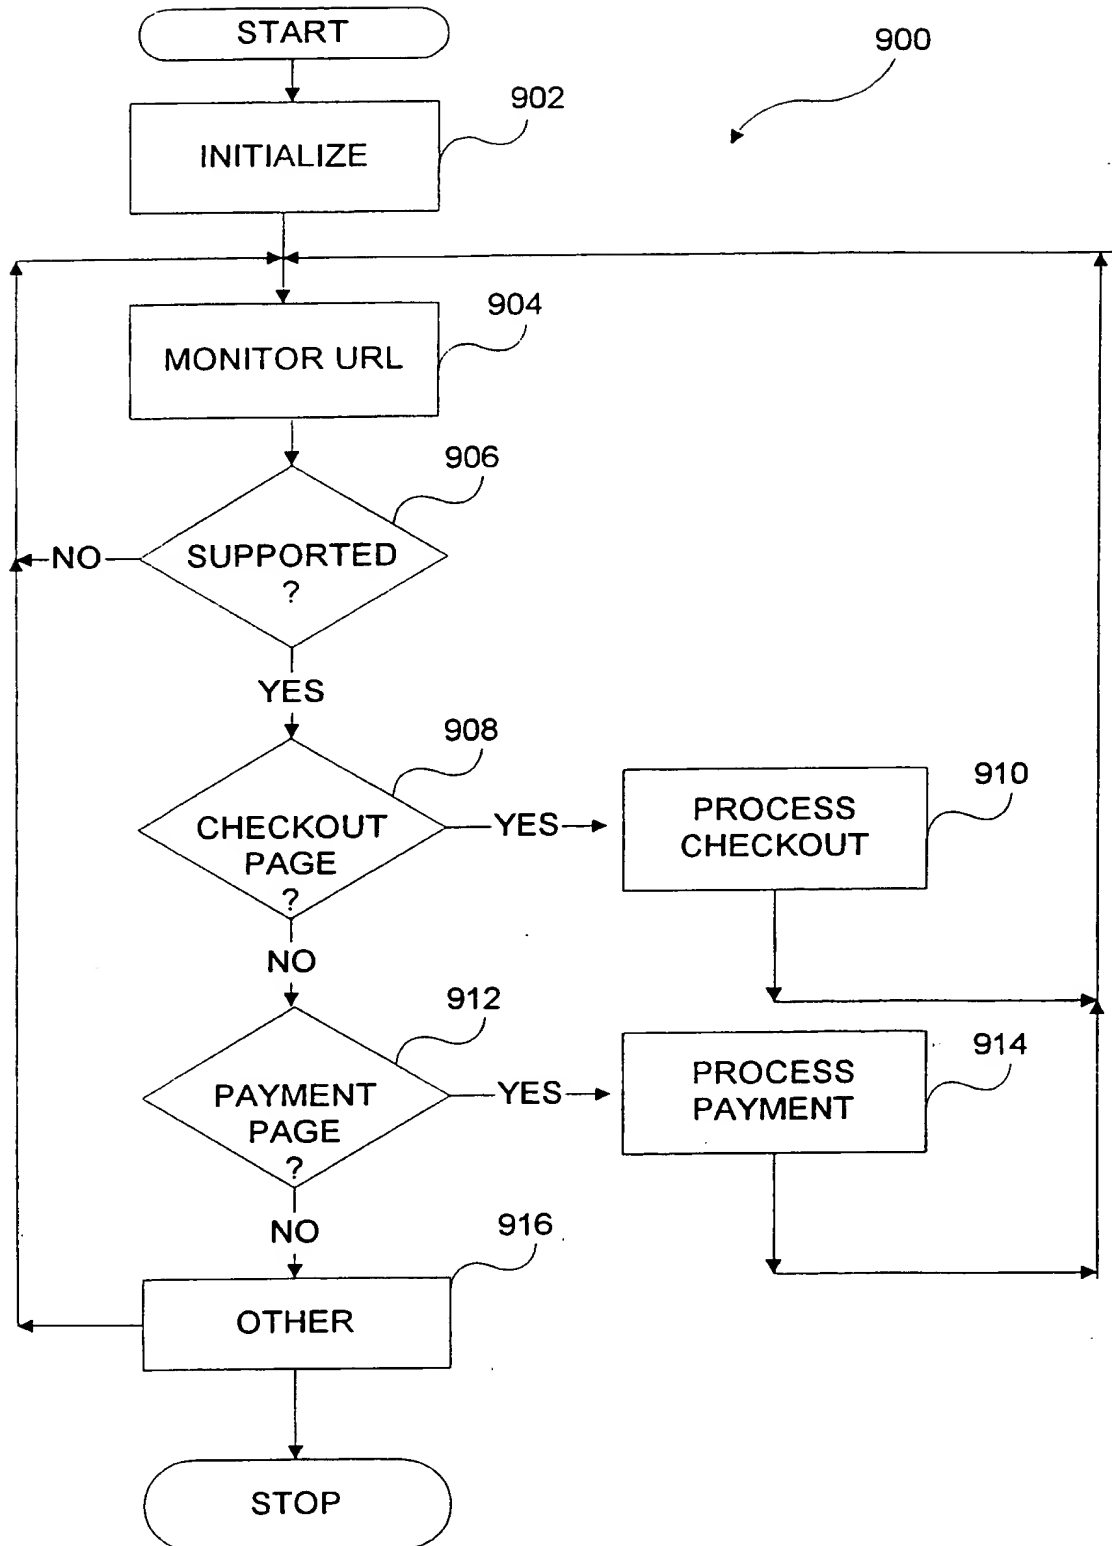 START
900
902
INITIALIZE
904
MONITOR URL
906
NO
SUPPORTED
?
YES
908
CHECKOUT
PAGE
?
YES
PROCESS
CHECKOUT
910
NO
912
PAYMENT
PAGE
?
YES
PROCESS
PAYMENT
914
NO
916
OTHER
STOP